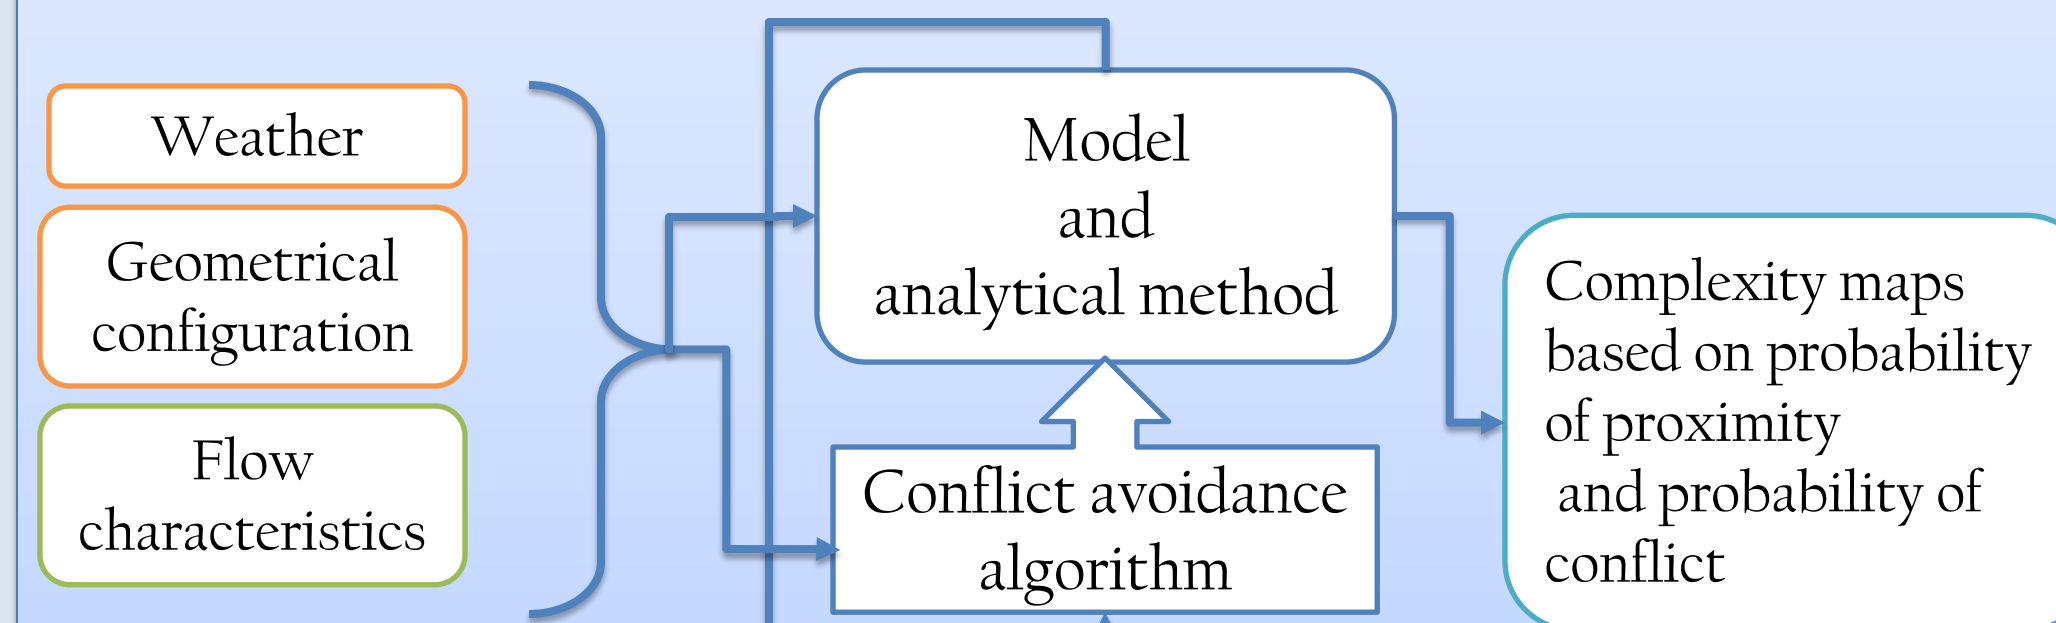 Weather
Geometrical
configuration
Flow
characteristics
Model
and
analytical method
Conflict avoidance
algorithm
Complexity maps
based on probability
of proximity
and probability of
conflict